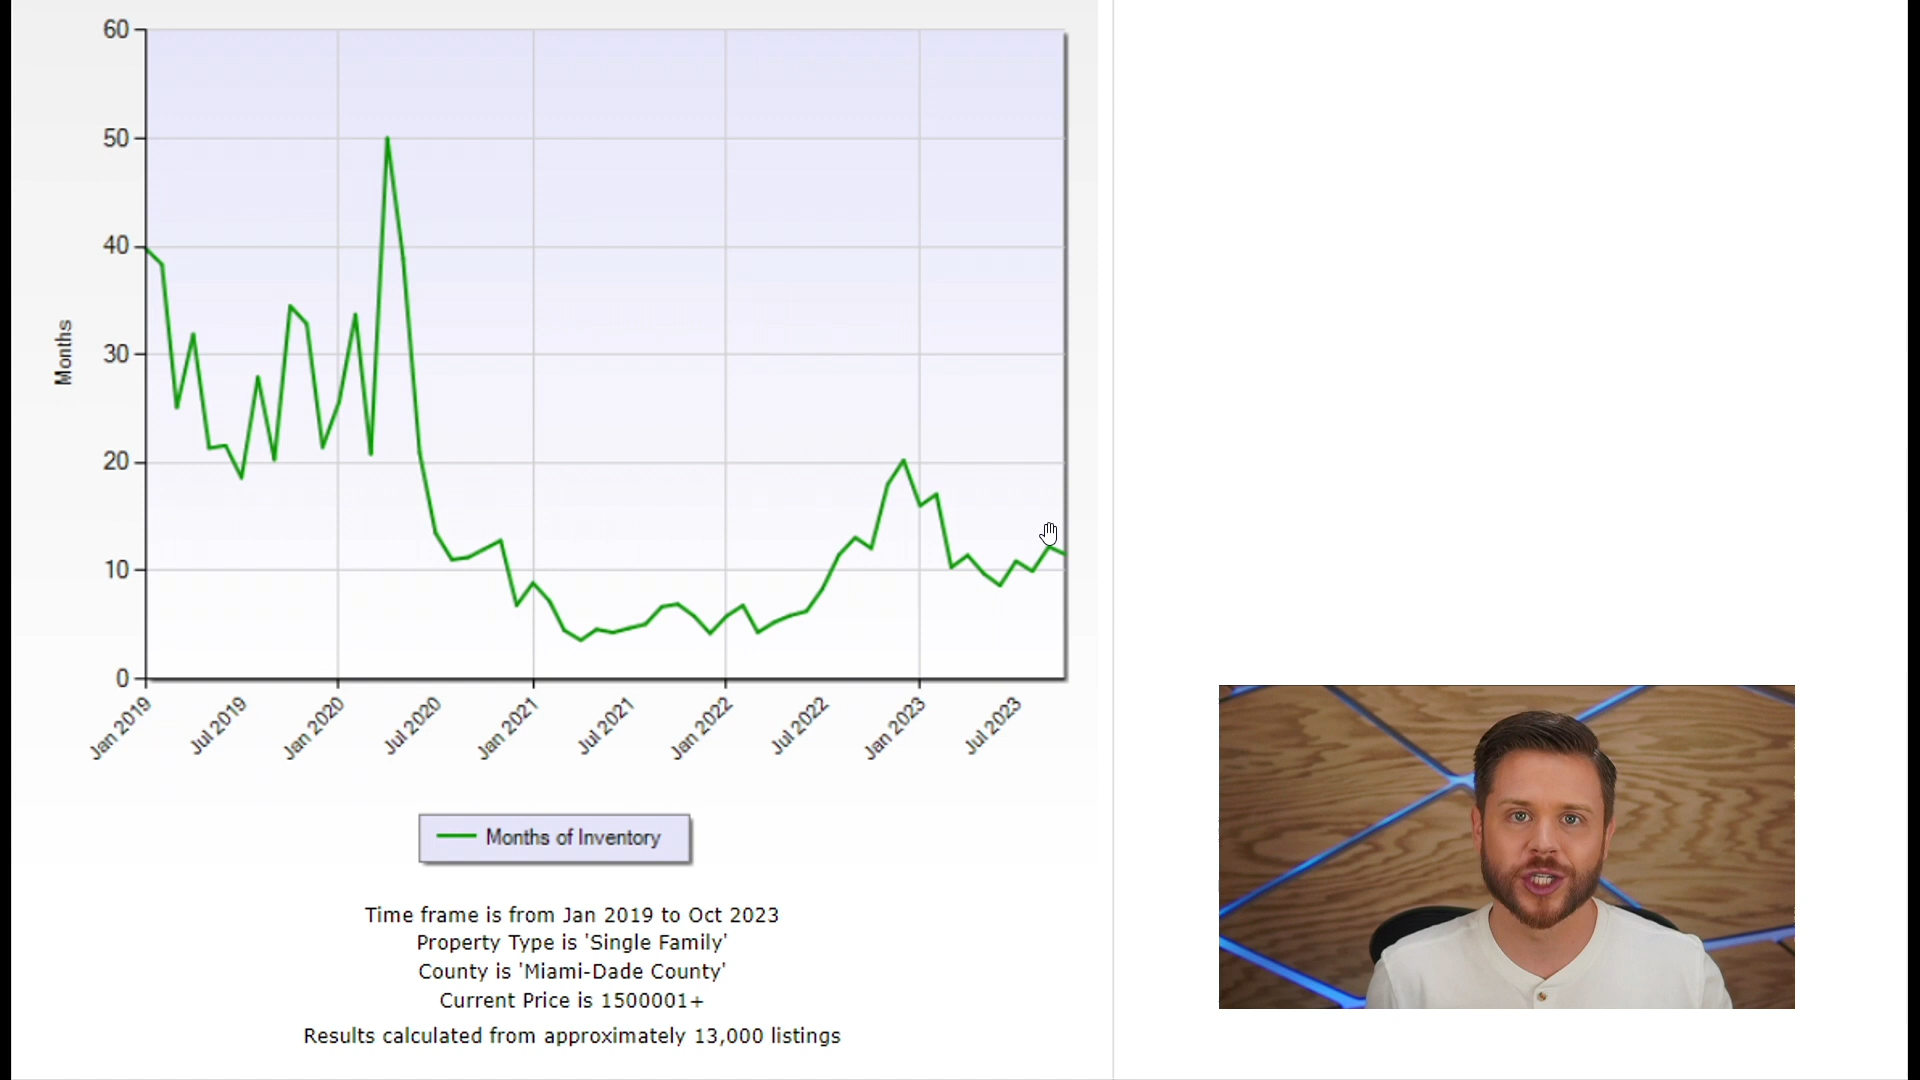 60
50
40
30
20
10
0
Months
Jan 2019
Jul 2019
Jan 2020
Jul 2020
Jan 2021
Jul 2021
Jan 2022
Jul 2022
Jan 2023
Jul 2023
Months of Inventory
Time frame is from Jan 2019 to Oct 2023
Property Type is 'Single Family'
County is 'Miami-Dade County'
Current Price is 1500001+
Results calculated from approximately 13,000 listings